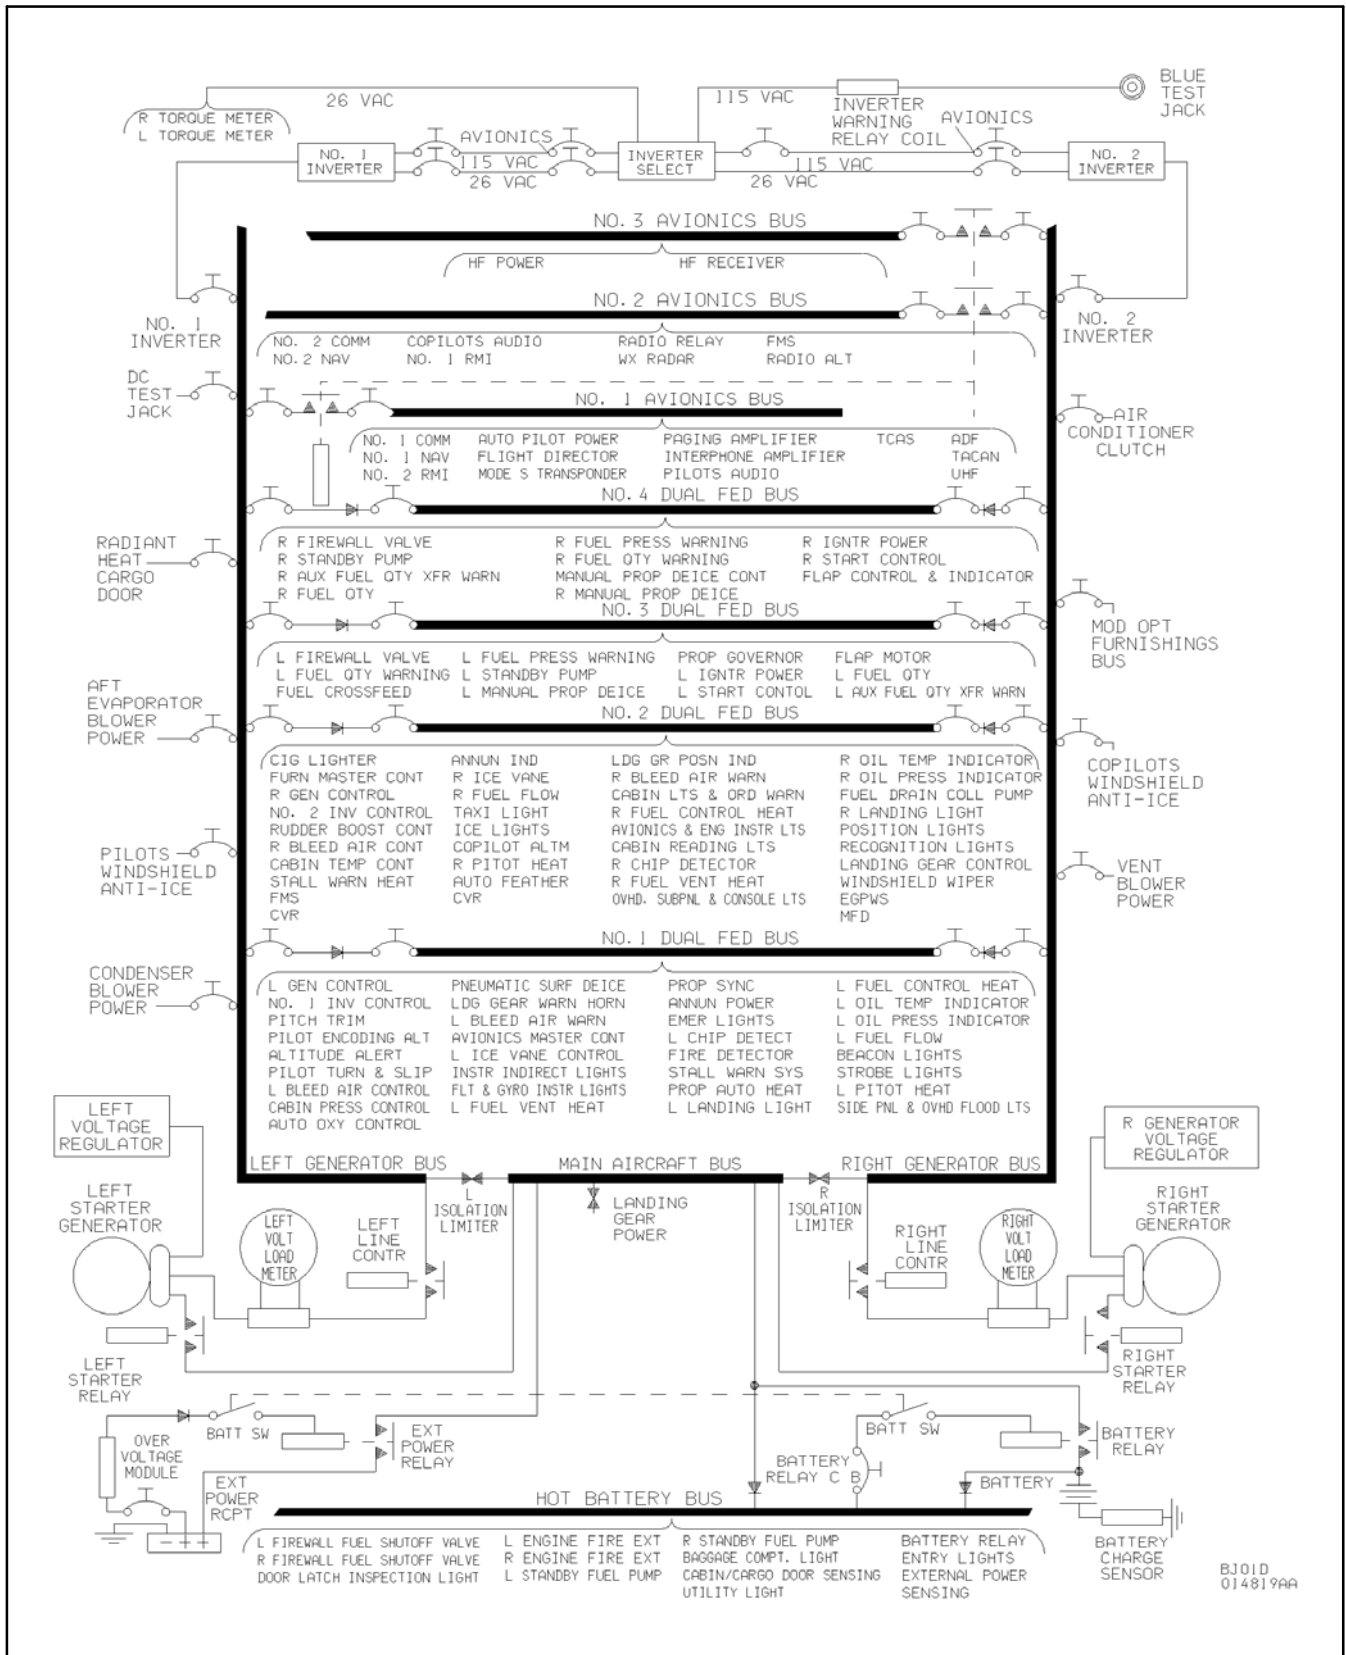 26 VAC
115 VAC
BLUE
TEST
JACK
R TORQUE METER
L TORQUE METER
INVERTER
WARNING
RELAY COIL
AVIONICS
AVIONICS
NO. 1
INVERTER
115 VAC
26 VAC
INVERTER
SELECT
115 VAC
26 VAC
NO. 2
INVERTER
NO. 3 AVIONICS BUS
HF POWER HF RECEIVER
NO. 2 AVIONICS BUS
NO. 1
INVERTER
NO. 2
INVERTER
NO. 2 COMM COPILOTS AUDIO RADIO RELAY FMS
NO.2 NAV NO. 1 RMI WX RADAR RADIO ALT
DC
TEST
JACK
NO. 1 AVIONICS BUS
AIR
CONDITIONER
CLUTCH
NO. 1 COMM AUTO PILOT POWER PAGING AMPLIFIER TCAS ADF
NO. 1 NAV FLIGHT DIRECTOR INTERPHONE AMPLIFIER TACAN
NO. 2 RMI MODE S TRANSPONDER PILOTS AUDIO UHF
NO. 4 DUAL FED BUS
RADIANT
HEAT
CARGO
DOOR
R FIREWALL VALVE R FUEL PRESS WARNING R IGNTR POWER
R STANDBY PUMP R FUEL QTY WARNING R START CONTROL
R AUX FUEL QTY XFR WARN MANUAL PROP DEICE CONT FLAP CONTROL & INDICATOR
R FUEL QTY R MANUAL PROP DEICE
NO. 3 DUAL FED BUS
MOD OPT
FURNISHINGS
BUS
L FIREWALL VALVE L FUEL PRESS WARNING PROP GOVERNOR FLAP MOTOR
L FUEL QTY WARNING L STANDBY PUMP L IGNTR POWER L FUEL QTY
FUEL CROSSFEED L MANUAL PROP DEICE L START CONTOL L AUX FUEL QTY XFR WARN
AFT
EVAPORATOR
BLOWER
POWER
NO. 2 DUAL FED BUS
COPILOTS
WINDSHIELD
ANTI-ICE
CIG LIGHTER ANNUN IND LDG GR POSN IND R OIL TEMP INDICATOR
FURN MASTER CONT R ICE VANE R BLEED AIR WARN R OIL PRESS INDICATOR
R GEN CONTROL R FUEL FLOW CABIN LTS & ORD WARN FUEL DRAIN COLL PUMP
NO. 2 INV CONTROL TAXI LIGHT R FUEL CONTROL HEAT R LANDING LIGHT
RUDDER BOOST CONT ICE LIGHTS AVIONICS & ENG INSTR LTS POSITION LIGHTS
R BLEED AIR CONT COPILOT ALTM CABIN READING LTS RECOGNITION LIGHTS
CABIN TEMP CONT R PITOT HEAT R CHIP DETECTOR LANDING GEAR CONTROL
STALL WARN HEAT AUTO FEATHER R FUEL VENT HEAT WINDSHIELD WIPER
FMS CVR OVHD. SUBPNL & CONSOLE LTS EGPWS
CVR MFD
PILOTS
WINDSHIELD
ANTI-ICE
VENT
BLOWER
POWER
NO. 1 DUAL FED BUS
CONDENSER
BLOWER
POWER
L GEN CONTROL PNEUMATIC SURF DEICE PROP SYNC L FUEL CONTROL HEAT
NO. 1 INV CONTROL LDG GEAR WARN HORN ANNUN POWER L OIL TEMP INDICATOR
PITCH TRIM L BLEED AIR WARN EMER LIGHTS L OIL PRESS INDICATOR
PILOT ENCODING ALT AVIONICS MASTER CONT L CHIP DETECT L FUEL FLOW
ALTITUDE ALERT L ICE VANE CONTROL FIRE DETECTOR BEACON LIGHTS
PILOT TURN & SLIP INSTR INDIRECT LIGHTS STALL WARN SYS STROBE LIGHTS
L BLEED AIR CONTROL FLT & GYRO INSTR LIGHTS PROP AUTO HEAT L PITOT HEAT
CABIN PRESS CONTROL L FUEL VENT HEAT L LANDING LIGHT SIDE PNL & OVHD FLOOD LTS
AUTO OXY CONTROL
LEFT
VOLTAGE
REGULATOR
R GENERATOR
VOLTAGE
REGULATOR
LEFT GENERATOR BUS MAIN AIRCRAFT BUS RIGHT GENERATOR BUS
L
ISOLATION
LIMITER
LANDING
GEAR
POWER
R
ISOLATION
LIMITER
LEFT
STARTER
GENERATOR
LEFT
VOLT
LOAD
METER
LEFT
LINE
CONTR
RIGHT
LINE
CONTR
RIGHT
VOLT
LOAD
METER
RIGHT
STARTER
GENERATOR
LEFT
STARTER
RELAY
RIGHT
STARTER
RELAY
BATT SW
OVER
VOLTAGE
MODULE
EXT
POWER
RELAY
EXT
POWER
RCPT
BATTERY
RELAY C B
BATT SW
BATTERY
RELAY
BATTERY
HOT BATTERY BUS
L FIREWALL FUEL SHUTOFF VALVE L ENGINE FIRE EXT R STANDBY FUEL PUMP BATTERY RELAY
R FIREWALL FUEL SHUTOFF VALVE R ENGINE FIRE EXT BAGGAGE COMPT. LIGHT ENTRY LIGHTS
DOOR LATCH INSPECTION LIGHT L STANDBY FUEL PUMP CABIN/CARGO DOOR SENSING EXTERNAL POWER
UTILITY LIGHT SENSING
BATTERY
CHARGE
SENSOR
BJ01D
014819AA